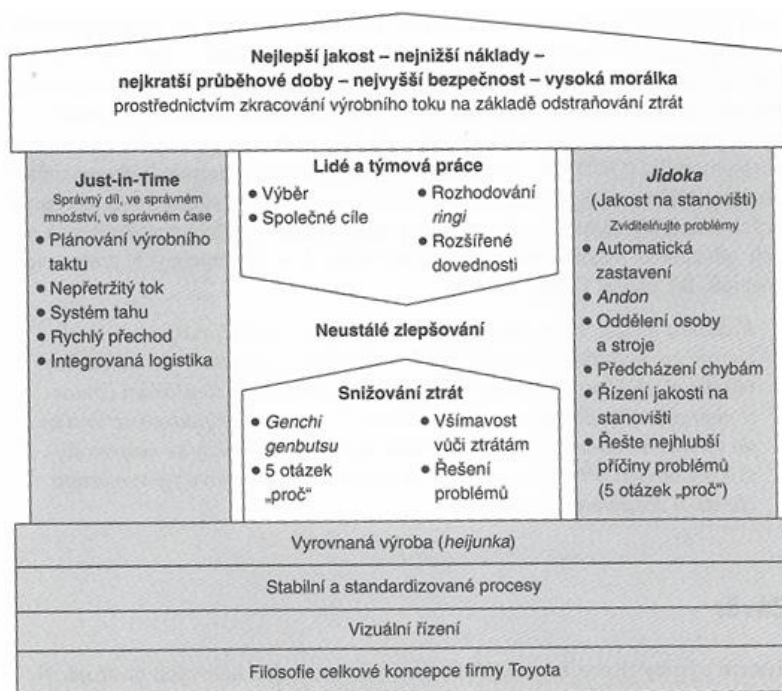 Nejlepší jakost – nejnižší náklady –
nejkratší průběhové doby – nejvyšší bezpečnost – vysoká morálka
prostřednictvím zkracování výrobního toku na základě odstraňování ztrát
Just-in-Time
Správný díl, ve správném
množství, ve správném čase
• Plánování výrobního
taktu
• Nepřetržitý tok
• Systém tahu
• Rychlý přechod
• Integrovaná logistika
Lidé a týmová práce
• Výběr
• Společné cíle
• Rozhodování
ringi
• Rozšířené
dovednosti
Neustálé zlepšování
Snižování ztrát
• Genchi
genbutsu
• 5 otázek
„proč“
• Všímavost
vůči ztrátám
• Řešení
problémů
Jidoka
(Jakost na stanovišti)
Zviditelňujte problémy
• Automatická
zastavení
• Andon
• Oddělení osoby
a stroje
• Předcházení chybám
• Řízení jakosti na
stanovišti
• Řešte nejhlubší
příčiny problémů
(5 otázek „proč“)
Vyrovnaná výroba (heijunka)
Stabilní a standardizované procesy
Vizuální řízení
Filosofie celkové koncepce firmy Toyota